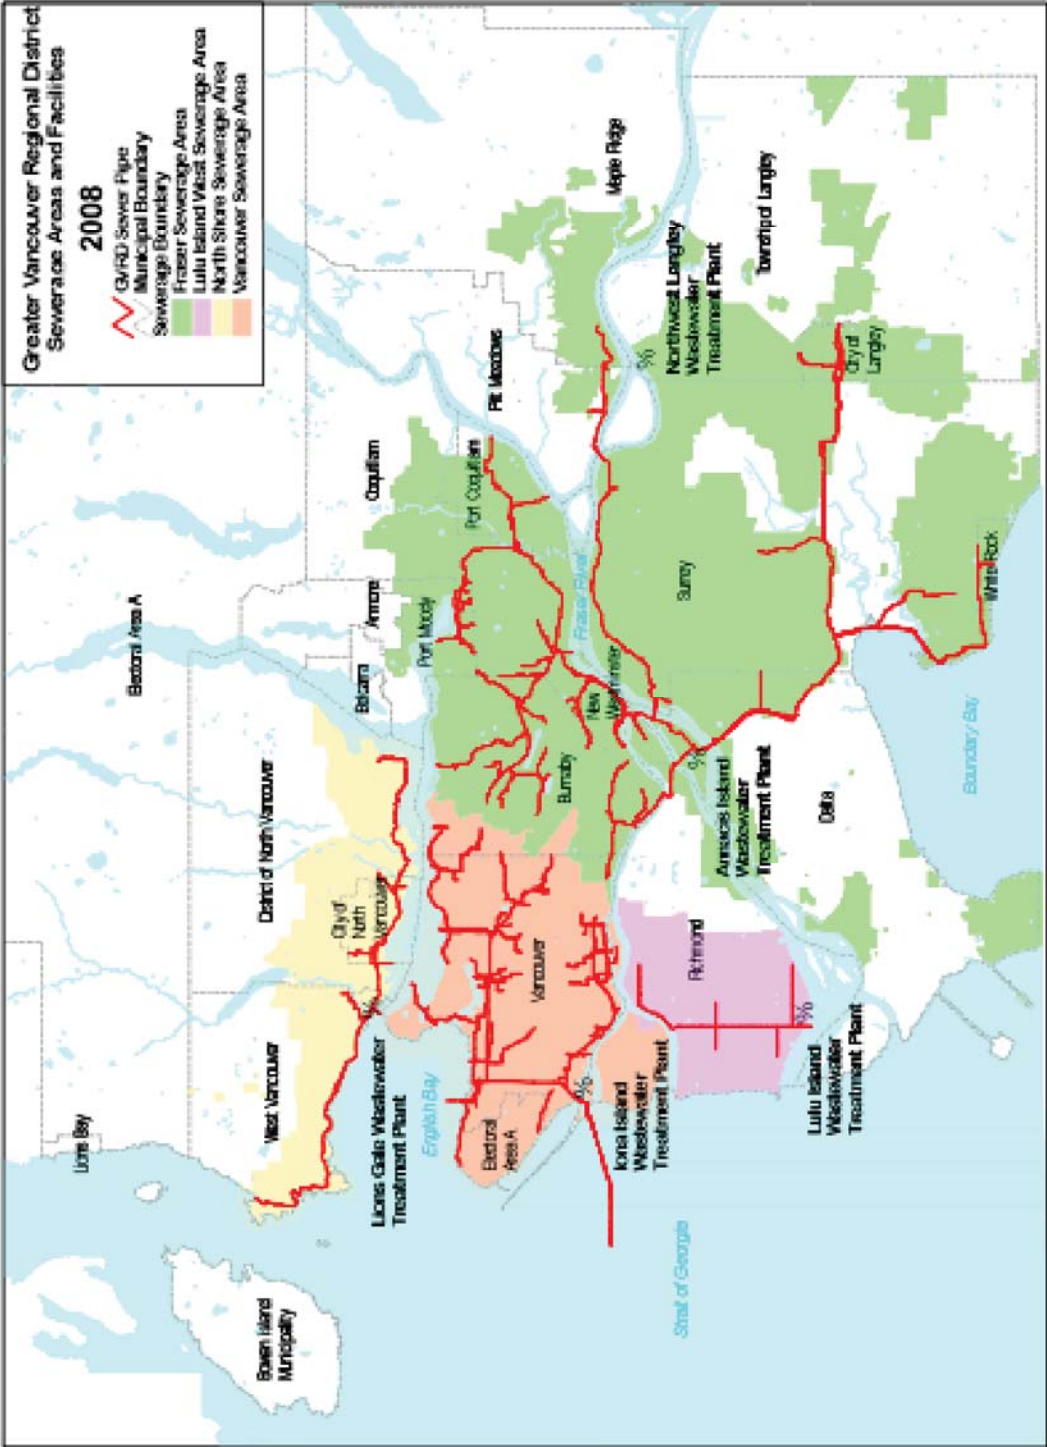 Greater Vancouver Regional District
Sewerage Areas and Facilities
2008
GVRD Sewer Pipe
Municipal Boundary
Sewerage Boundary
Fraser Sewerage Area
Lulu Island West Sewerage Area
North Shore Sewerage Area
Vancouver Sewerage Area
Lions Bay
Electoral Area A
Bowen Island
Municipality
West Vancouver
District of North Vancouver
City of
North
Vancouver
Belcarra
Anmore
Coquitlam
Port Moody
Port Coquitlam
Pitt Meadows
Maple Ridge
Lions Gate Wastewater
Treatment Plant
English Bay
Electoral
Area A
Vancouver
Burnaby
New
Westminster
Fraser River
Surrey
Northwest Langley
Wastewater
Treatment Plant
Township of Langley
City of
Langley
Iona Island
Wastewater
Treatment Plant
Richmond
Annacis Island
Wastewater
Treatment Plant
Delta
White Rock
Lulu Island
Wastewater
Treatment Plant
Strait of Georgia
Boundary Bay
%
%
%
%
%